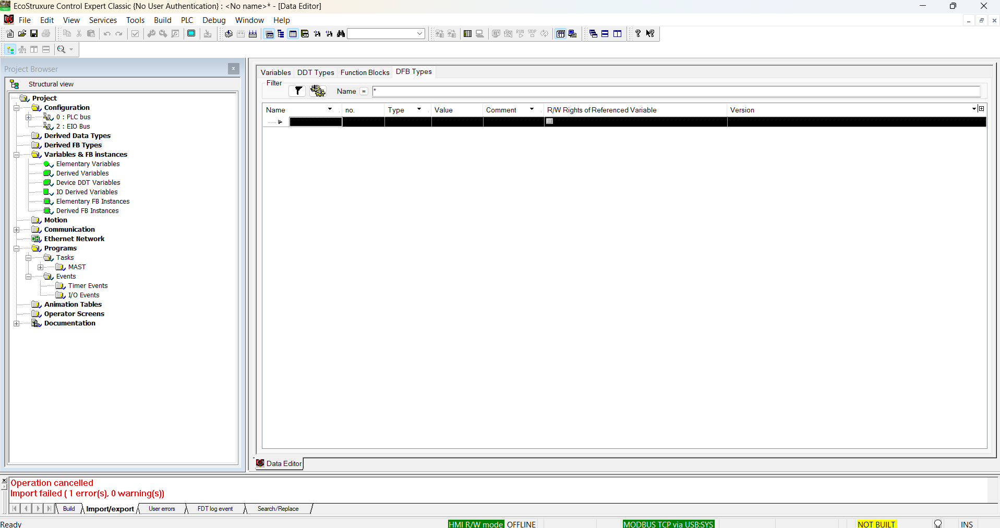 EcoStruxure Control Expert Classic {No User Authentication} : <No name>* - [Data Editor]
File Edit View Services Tools Build PLC Debug Window Help
RUN STOP
Project Browser
Structural view
Project
Configuration
0 : PLC bus
2 : EIO Bus
Derived Data Types
Derived FB Types
Variables & FB instances
Elementary Variables
Derived Variables
Device DDT Variables
IO Derived Variables
Elementary FB Instances
Derived FB Instances
Motion
Communication
Ethernet Network
Programs
Tasks
MAST
Events
Timer Events
I/O Events
Animation Tables
Operator Screens
Documentation
Variables DDT Types Function Blocks DFB Types
Filter
Name = *
Name no. Type Value Comment R/W Rights of Referenced Variable Version
Data Editor
Operation cancelled
Import failed ( 1 error(s), 0 warning(s))
Build Import/export User errors FDT log event Search/Replace
Ready HMI R/W mode OFFLINE MODBUS TCP via USB:SYS NOT BUILT INS